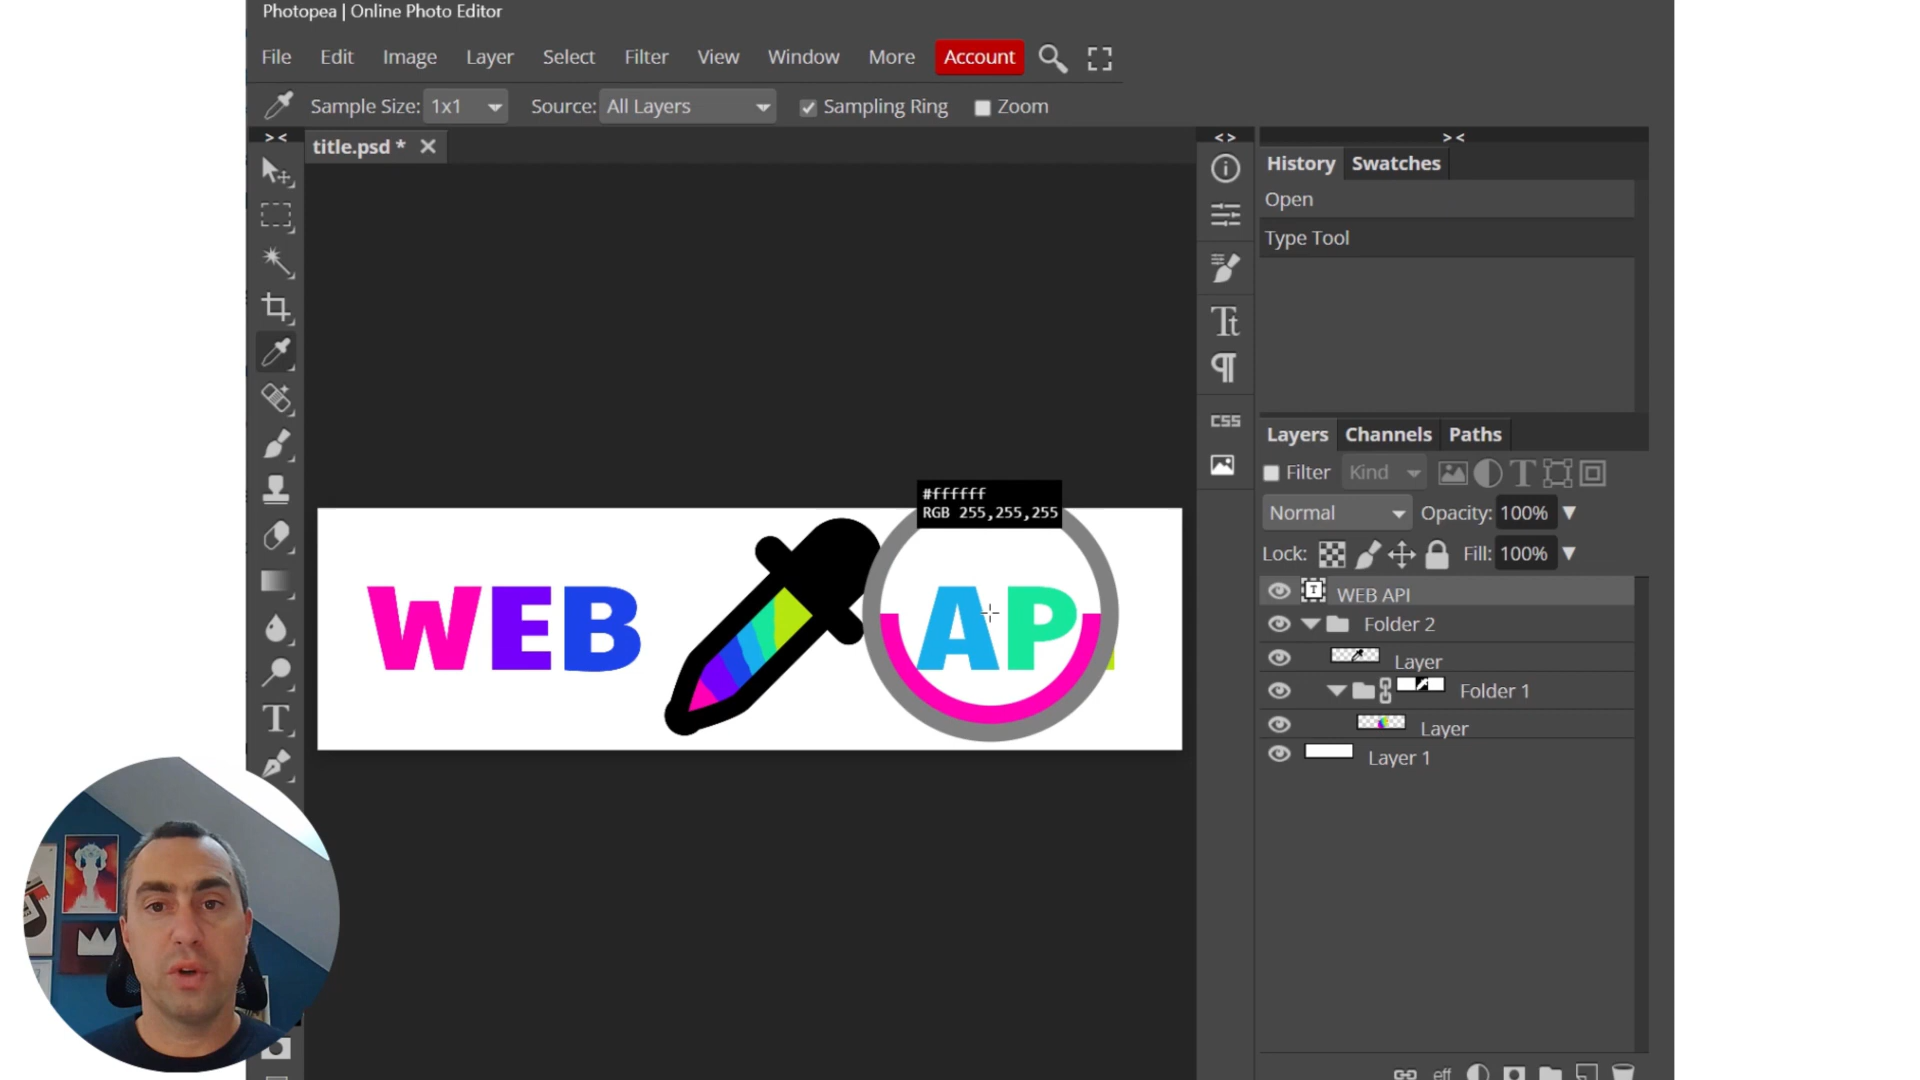 Photopea | Online Photo Editor
File Edit Image Layer Select Filter View Window More Account
Sample Size: 1x1 Source: All Layers Sampling Ring Zoom
title.psd *
History Swatches
Open
Type Tool
CSS
Layers Channels Paths
Filter Kind
Normal Opacity: 100%
Lock: Fill: 100%
WEB API
Folder 2
Layer
Folder 1
Layer
Layer 1
eff
#ffffff
RGB 255,255,255
WEB AP